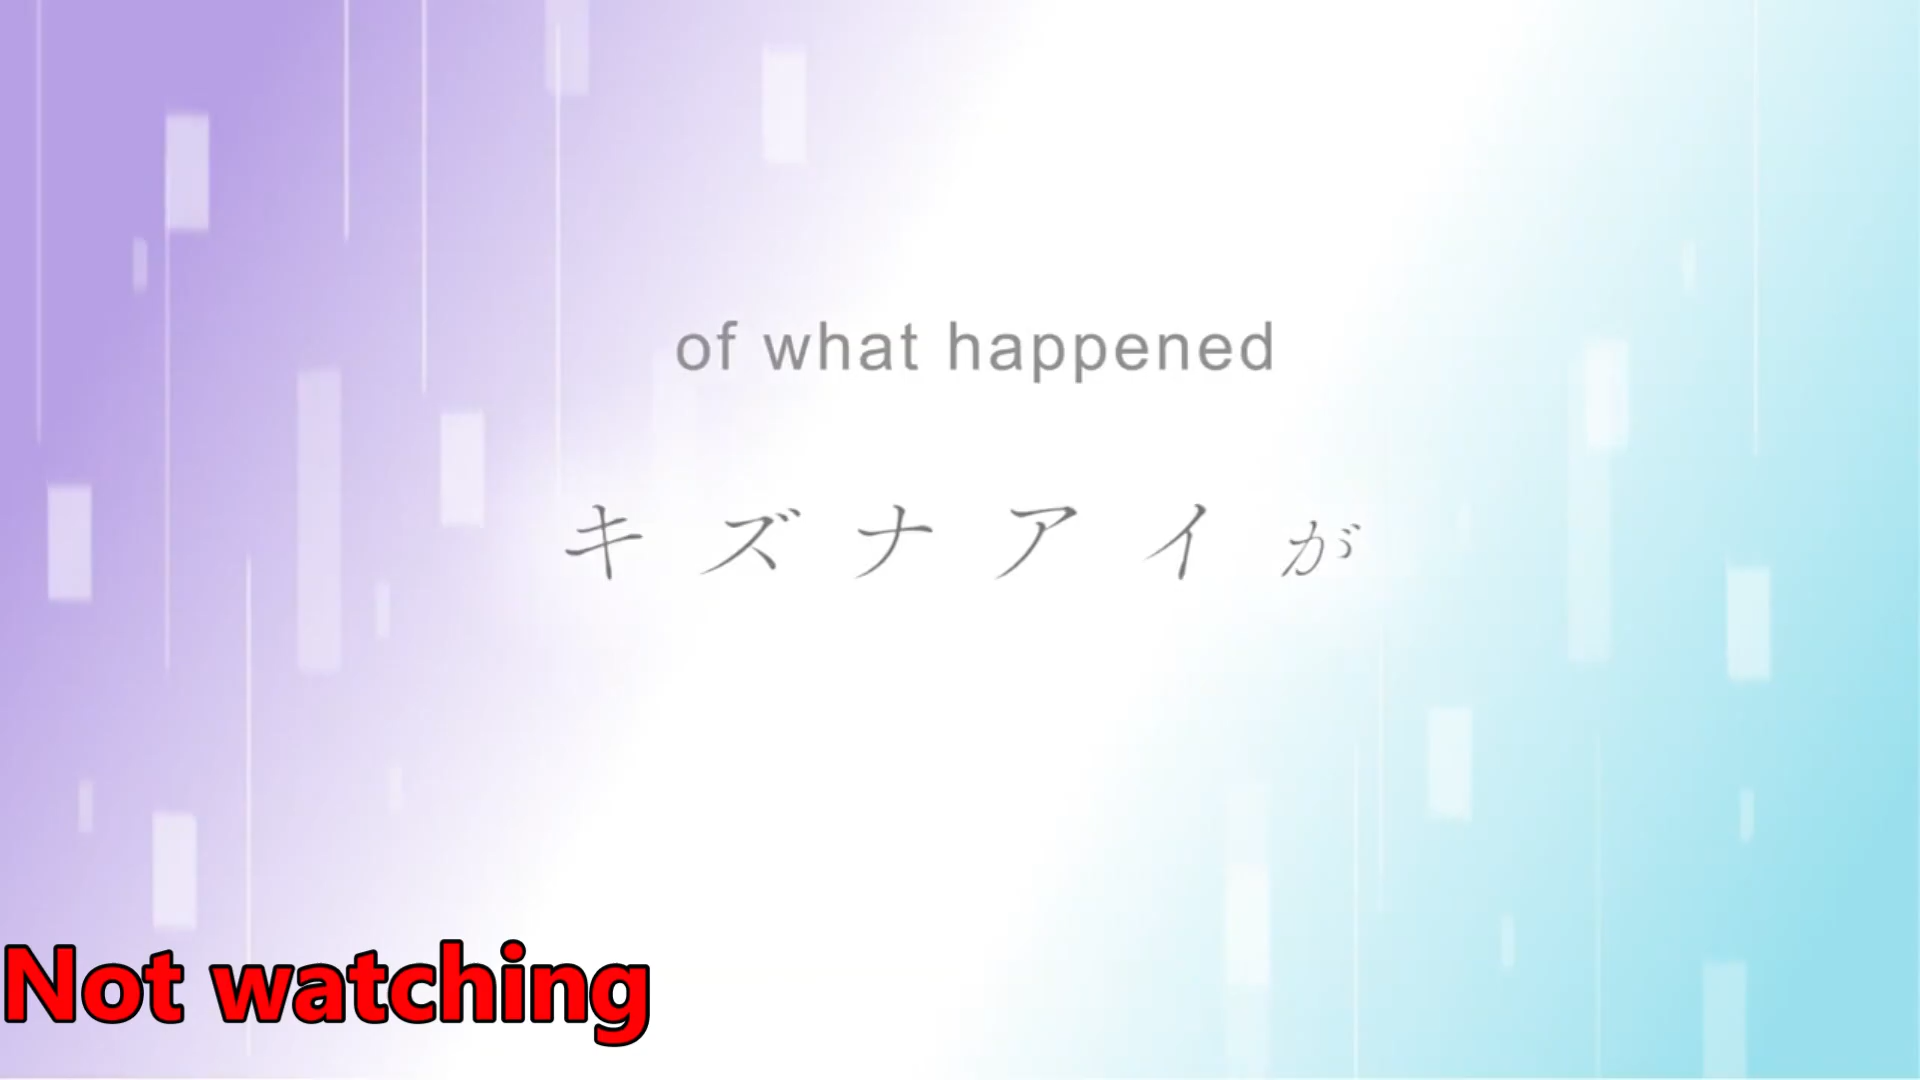 of what happened
キズナアイが
Not watching